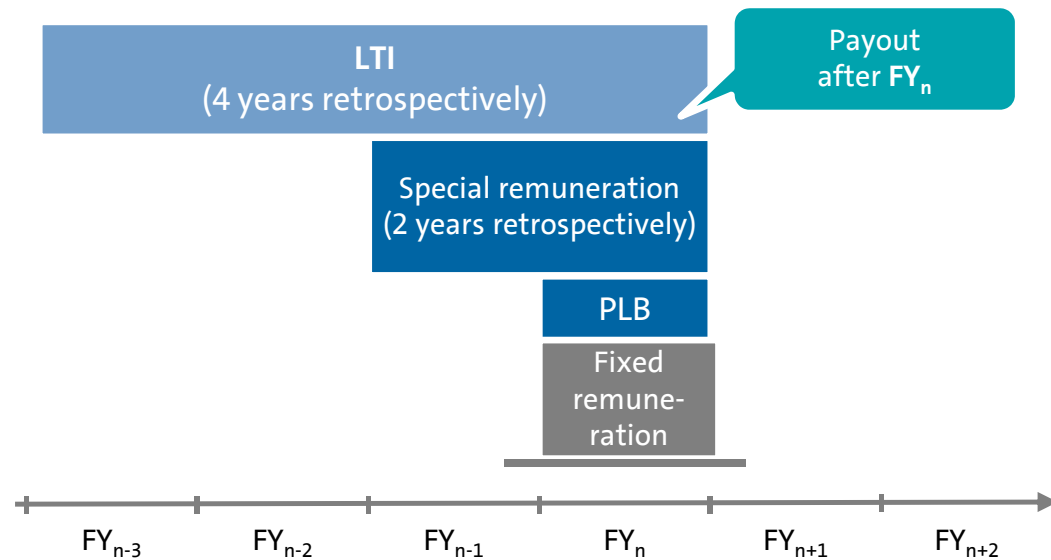 LTI
(4 years retrospectively)
Payout
after FYn
Special remuneration
(2 years retrospectively)
PLB
Fixed
remune-
ration
FYn-3
FYn-2
FYn-1
FYn
FYn+1
FYn+2